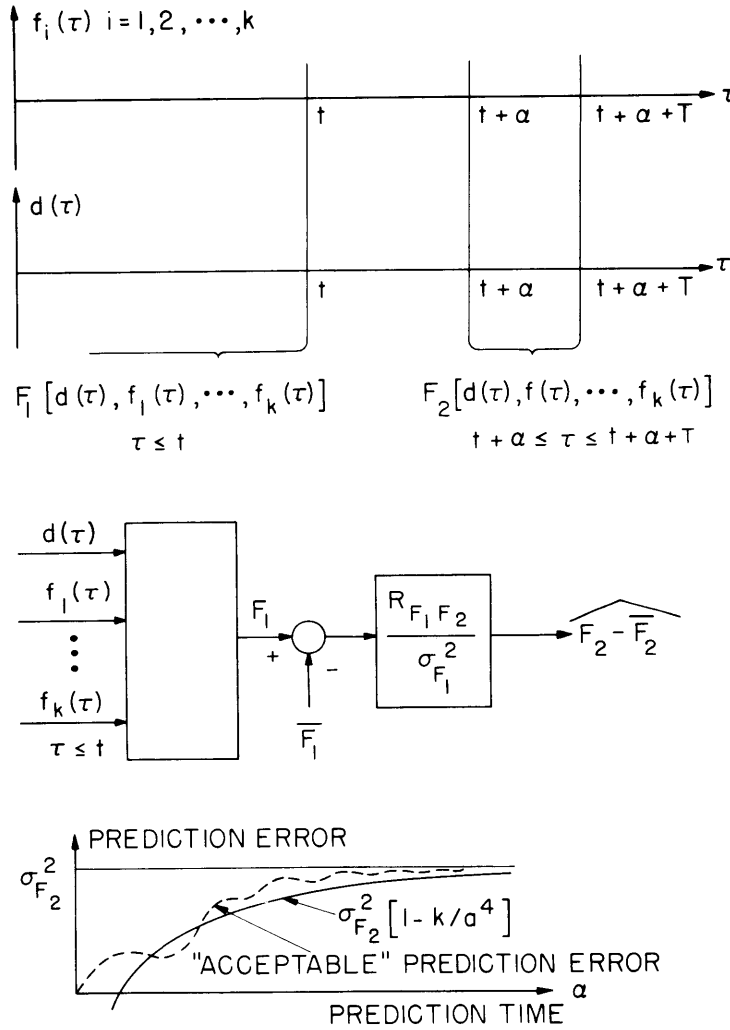 f_i(τ) i = 1, 2, ···, k
τ
t
t + α
t + α + T
d(τ)
τ
t
t + α
t + α + T
F_1 [d(τ), f_1(τ), ···, f_k(τ)]
τ ≤ t
F_2 [d(τ), f(τ), ···, f_k(τ)]
t + α ≤ τ ≤ t + α + T
d(τ)
f_1(τ)
⋮
f_k(τ)
τ ≤ t
F_1
+
−
F̅_1
R_{F_1 F_2}
σ_{F_1}^2
F_2 − F̅_2
PREDICTION ERROR
σ_{F_2}^2
σ_{F_2}^2 [1 − k/a^4]
"ACCEPTABLE" PREDICTION ERROR
α
PREDICTION TIME